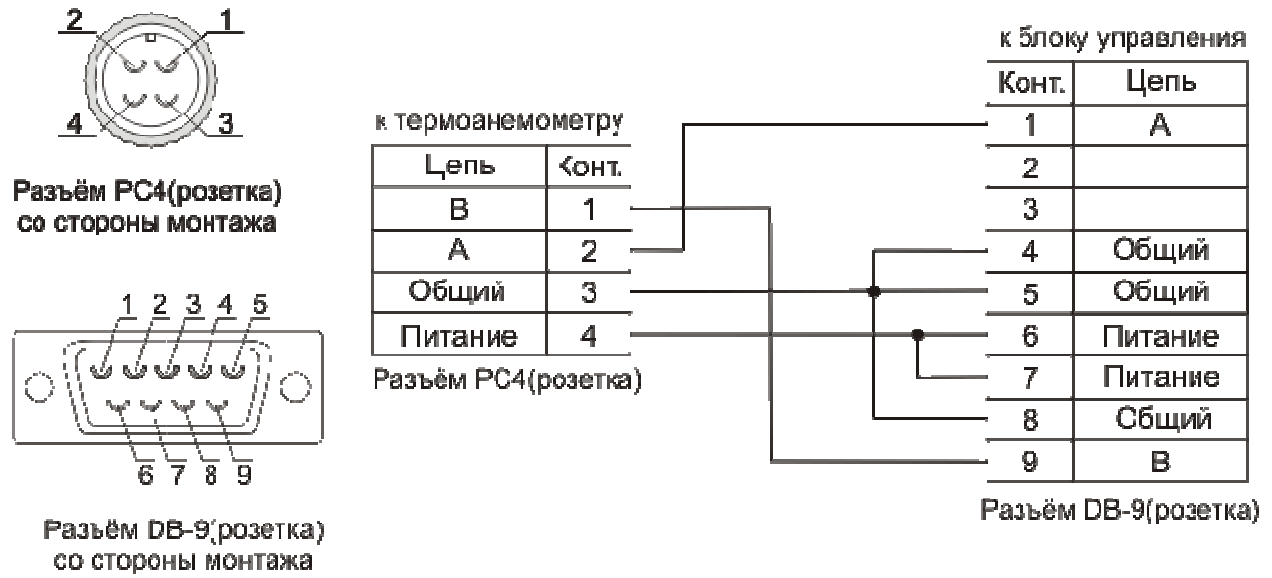 2 1
4 3
Разъём РС4(розетка)
со стороны монтажа
1 2 3 4 5
6 7 8 9
Разъём DB-9(розетка)
со стороны монтажа
к термоанемометру
Цепь Конт.
В 1
А 2
Общий 3
Питание 4
Разъём РС4(розетка)
к блоку управления
Конт. Цепь
1 А
2
3
4 Общий
5 Общий
6 Питание
7 Питание
8 Общий
9 В
Разъём DB-9(розетка)